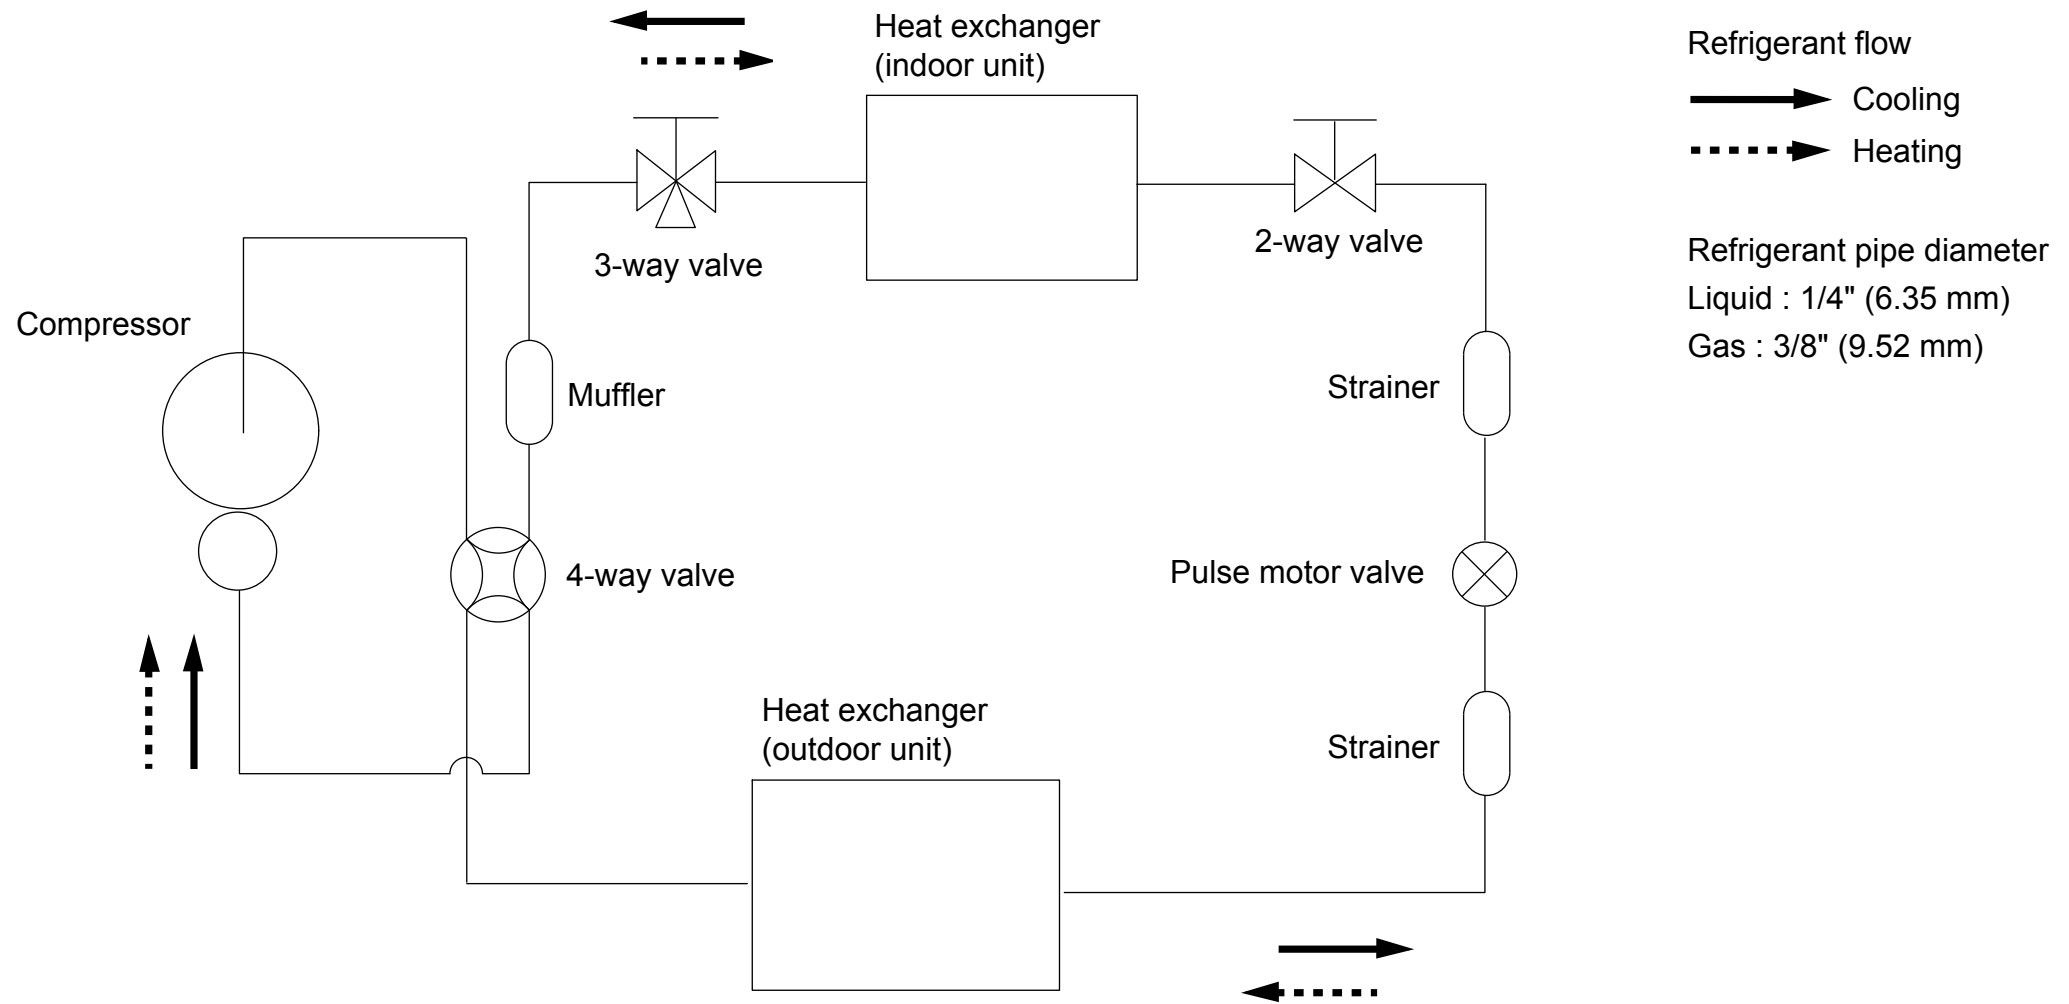 Heat exchanger
(indoor unit)
Refrigerant flow
Cooling
Heating
3-way valve
2-way valve
Refrigerant pipe diameter
Liquid : 1/4" (6.35 mm)
Gas : 3/8" (9.52 mm)
Compressor
Muffler
Strainer
4-way valve
Pulse motor valve
Heat exchanger
(outdoor unit)
Strainer